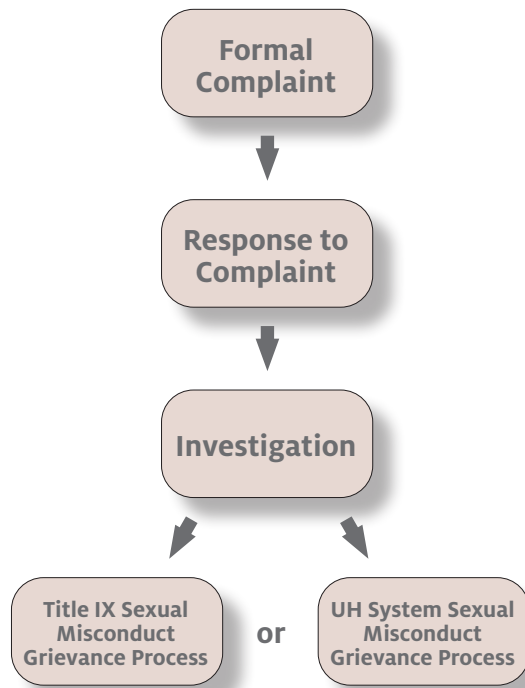 Formal
Complaint
Response to
Complaint
Investigation
Title IX Sexual
Misconduct
Grievance Process
or
UH System Sexual
Misconduct
Grievance Process